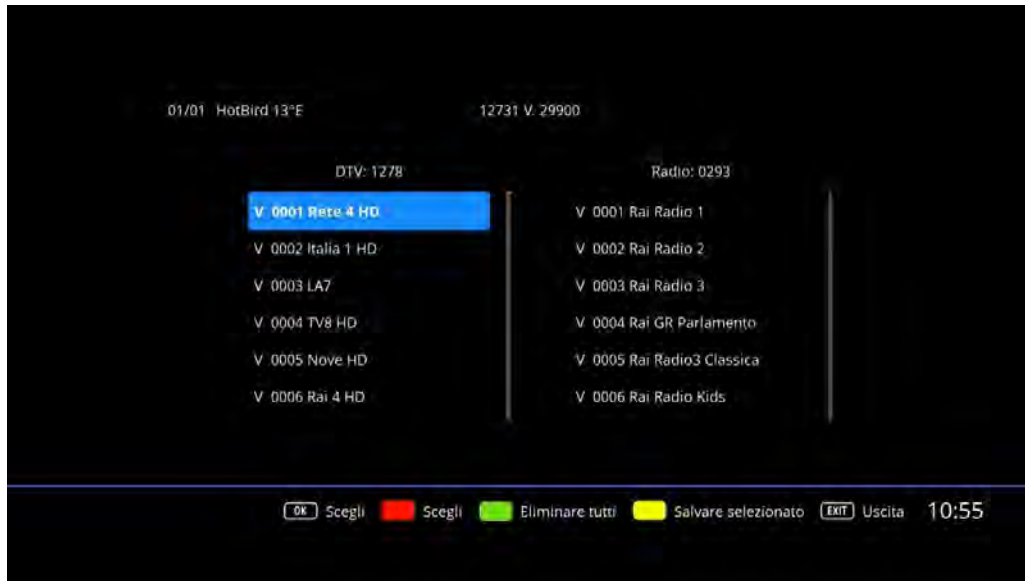 01/01 HotBird 13°E 12731 V. 29900
DTV: 1278
V 0001 Rete 4 HD
V 0002 Italia 1 HD
V 0003 LA7
V 0004 TV8 HD
V 0005 Nove HD
V 0006 Rai 4 HD
Radio: 0293
V 0001 Rai Radio 1
V 0002 Rai Radio 2
V 0003 Rai Radio 3
V 0004 Rai GR Parlamento
V 0005 Rai Radio3 Classica
V 0006 Rai Radio Kids
OK Scegli Scegli Eliminare tutti Salvare selezionato EXIT Uscita 10:55